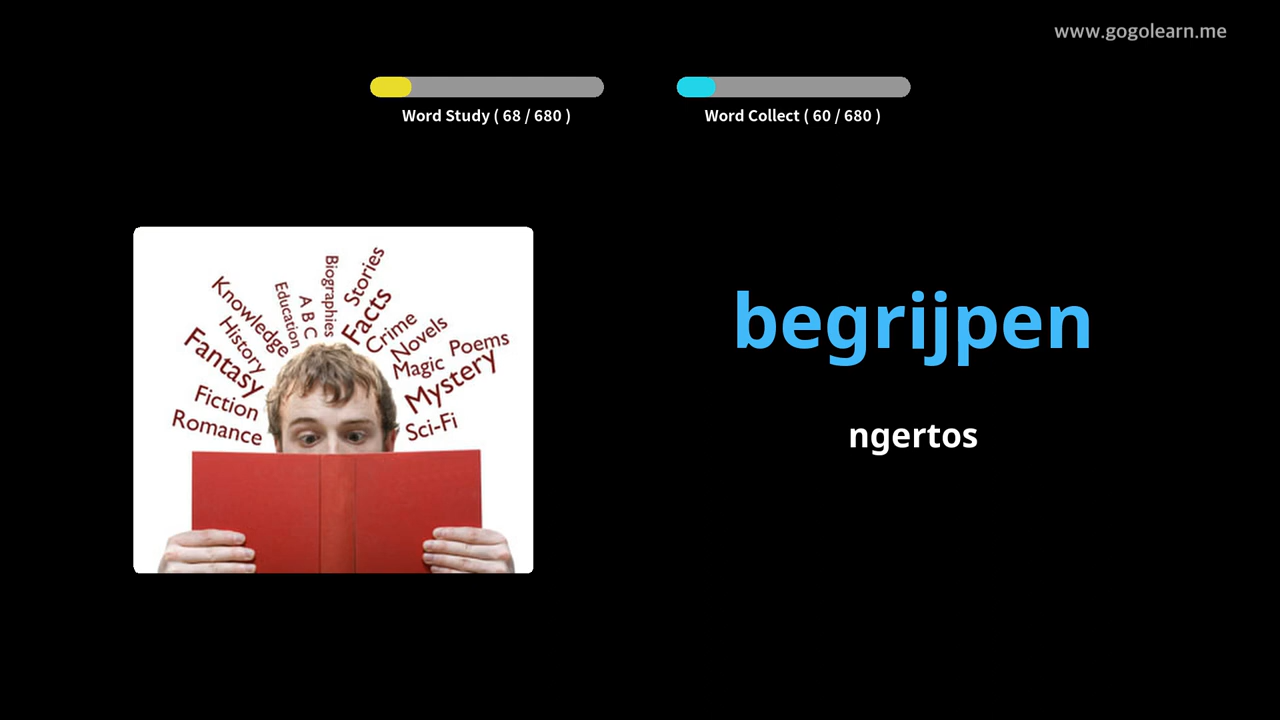 www.gogolearn.me
Word Study ( 68 / 680 )
Word Collect ( 60 / 680 )
Knowledge
History
Fantasy
Fiction
Romance
Education
A B C
Biographies
Stories
Facts
Crime
Novels
Magic
Poems
Mystery
Sci-Fi
begrijpen
ngertos